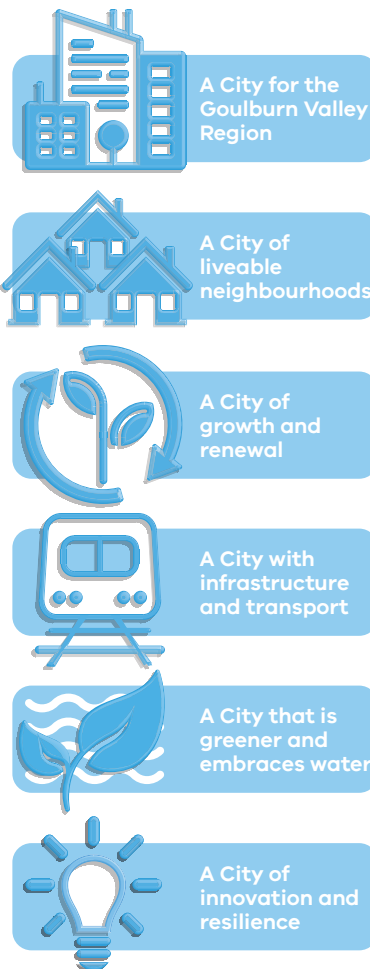 A City for the
Goulburn Valley
Region
A City of
liveable
neighbourhoods
A City of
growth and
renewal
A City with
infrastructure
and transport
A City that is
greener and
embraces water
A City of
innovation and
resilience